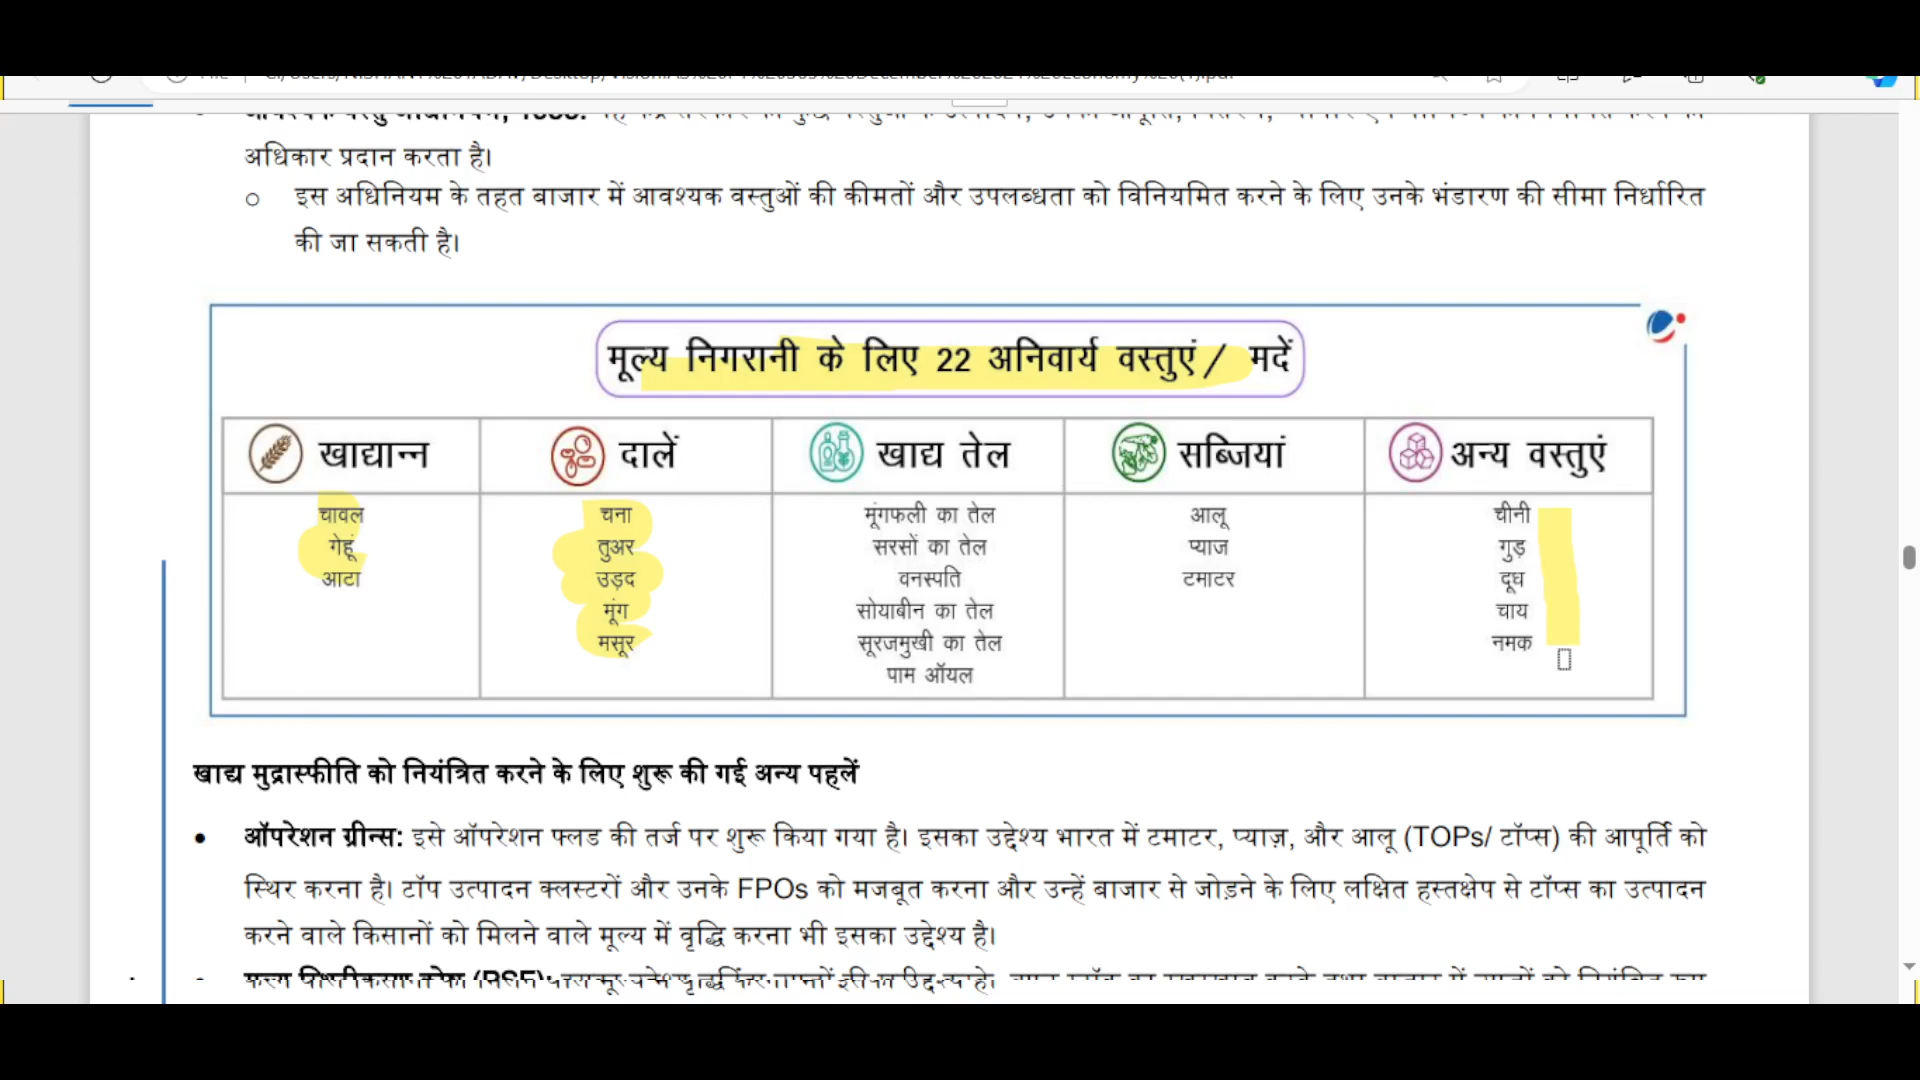 अधिकार प्रदान करता है।
o इस अधिनियम के तहत बाजार में आवश्यक वस्तुओं की कीमतों और उपलब्धता को विनियमित करने के लिए उनके भंडारण की सीमा निर्धारित
की जा सकती है।
मूल्य निगरानी के लिए 22 अनिवार्य वस्तुएं/ मदें
खाद्यान्न दालें खाद्य तेल सब्जियां अन्य वस्तुएं
चावल चना मूंगफली का तेल आलू चीनी
गेहूं तुअर सरसों का तेल प्याज गुड़
आटा उड़द वनस्पति टमाटर दूध
मूंग सोयाबीन का तेल चाय
मसूर सूरजमुखी का तेल नमक
पाम ऑयल
खाद्य मुद्रास्फीति को नियंत्रित करने के लिए शुरू की गई अन्य पहलें
• ऑपरेशन ग्रीन्स: इसे ऑपरेशन फ्लड की तर्ज पर शुरू किया गया है। इसका उद्देश्य भारत में टमाटर, प्याज़, और आलू (TOPs/ टॉप्स) की आपूर्ति को
स्थिर करना है। टॉप उत्पादन क्लस्टरों और उनके FPOs को मजबूत करना और उन्हें बाजार से जोड़ने के लिए लक्षित हस्तक्षेप से टॉप्स का उत्पादन
करने वाले किसानों को मिलने वाले मूल्य में वृद्धि करना भी इसका उद्देश्य है।